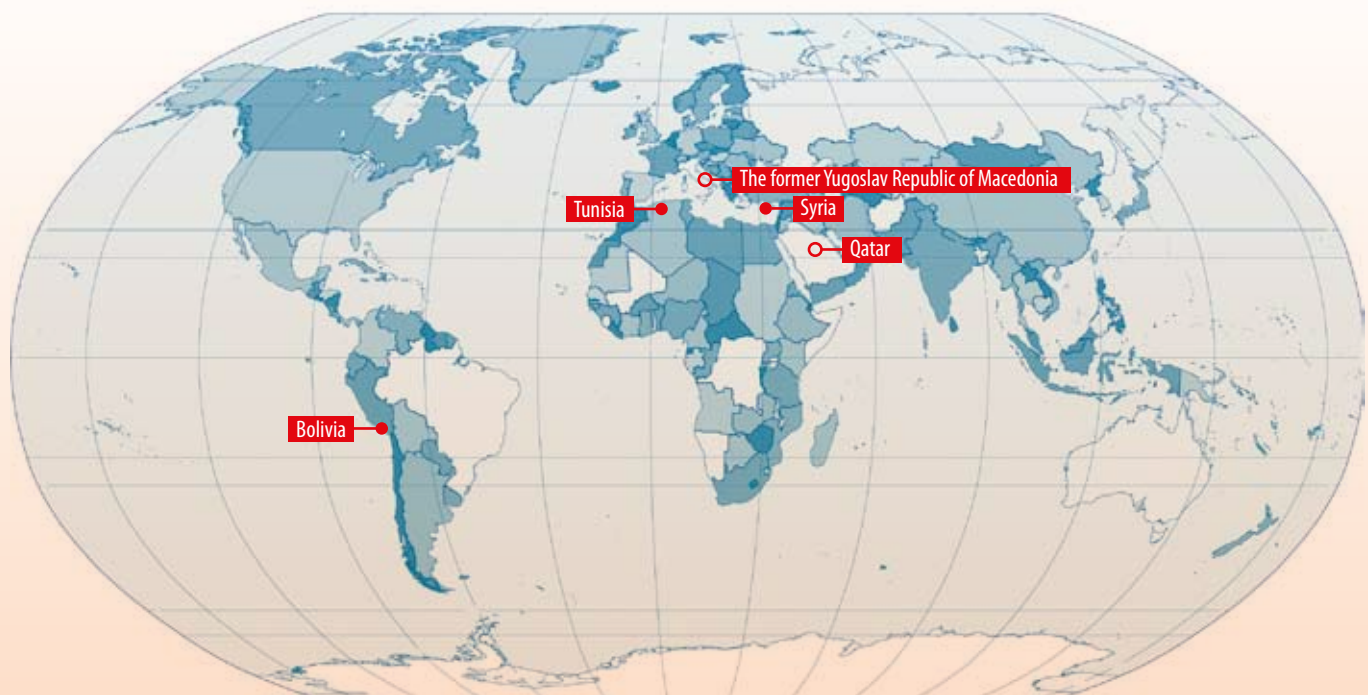 The former Yugoslav Republic of Macedonia
Tunisia
Syria
Qatar
Bolivia